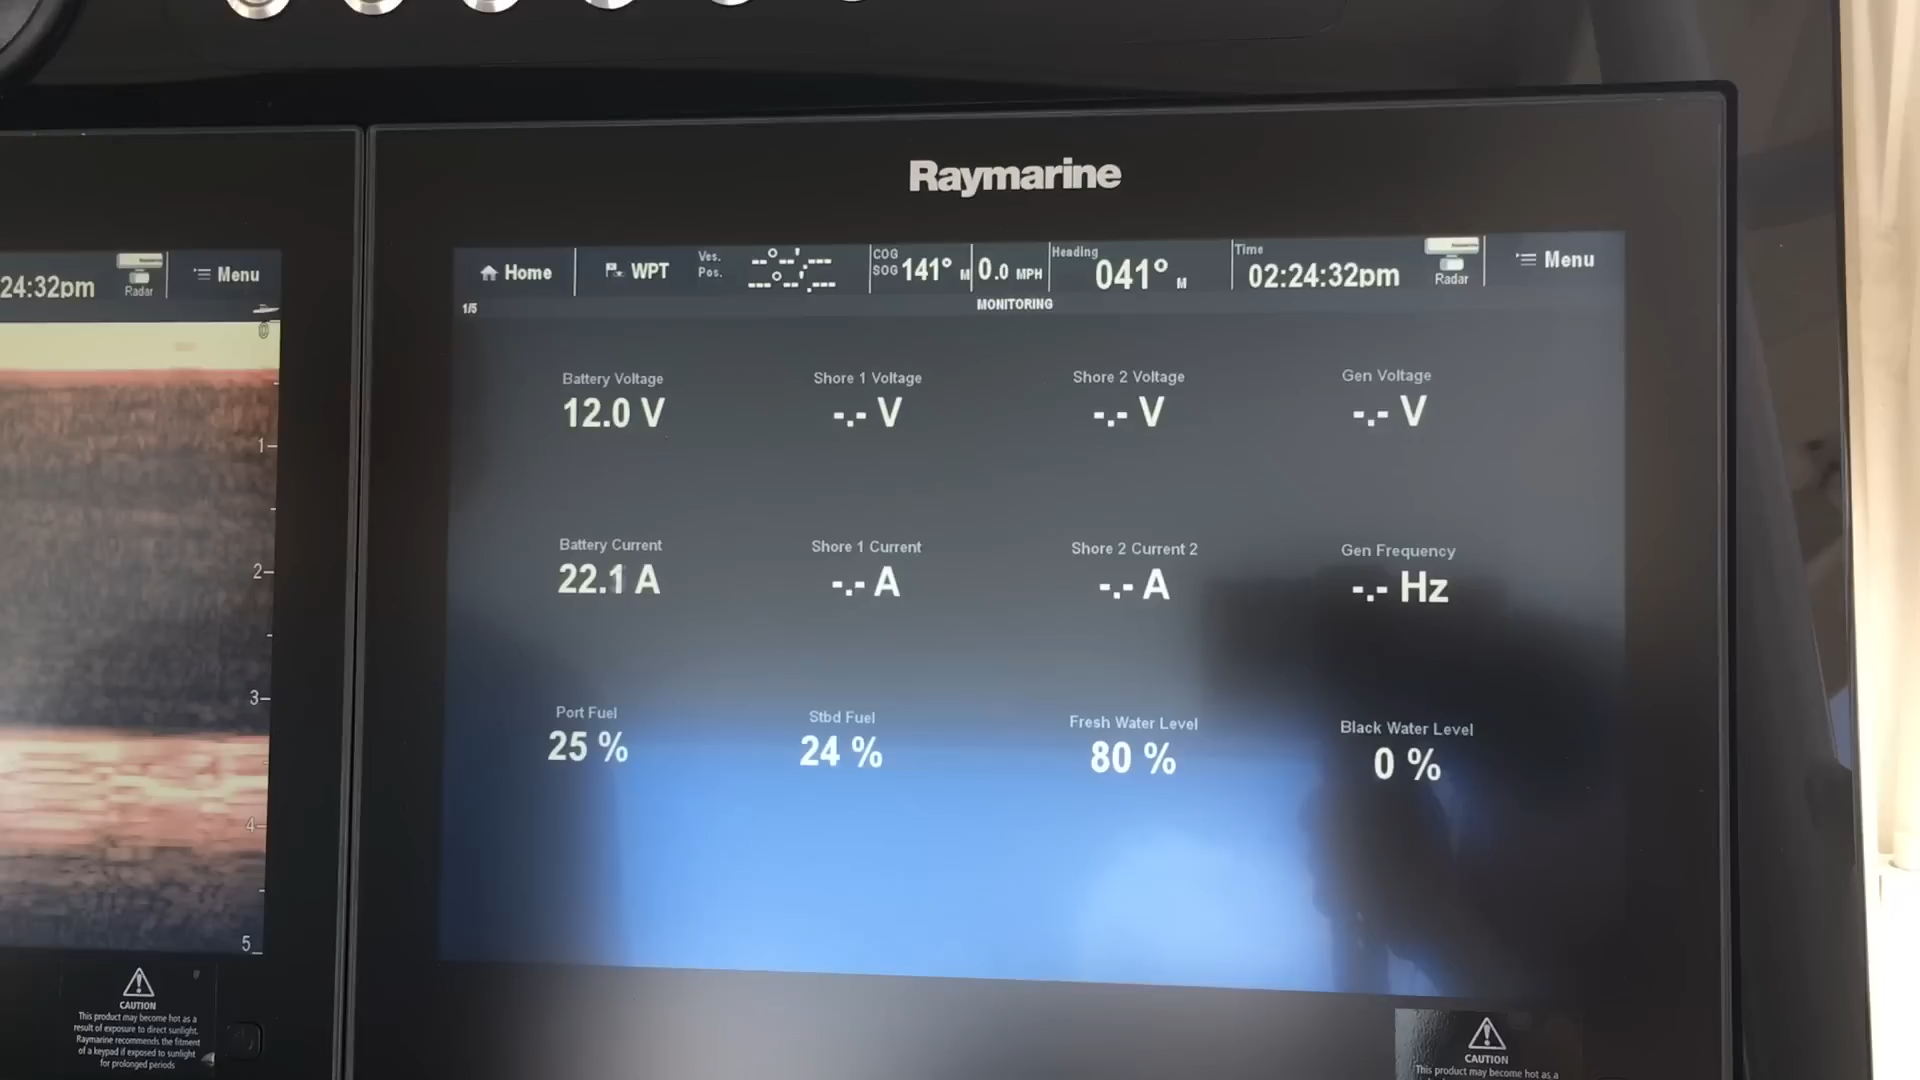 Raymarine
24:32pm
Radar
Menu
0
1
2
3
4
5
CAUTION
This product may become hot as a
result of exposure to direct sunlight.
Raymarine recommends the fitment
of a keypad if exposed to sunlight
for prolonged periods
Home
WPT
Ves.
Pos.
--°--'.---
---°--'.---
COG
SOG
141° M
0.0 MPH
Heading
041° M
Time
02:24:32pm
Radar
Menu
1/5
MONITORING
Battery Voltage
12.0 V
Shore 1 Voltage
-.- V
Shore 2 Voltage
-.- V
Gen Voltage
-.- V
Battery Current
22.1 A
Shore 1 Current
-.- A
Shore 2 Current 2
-.- A
Gen Frequency
-.- Hz
Port Fuel
25 %
Stbd Fuel
24 %
Fresh Water Level
80 %
Black Water Level
0 %
CAUTION
This product may become hot as a